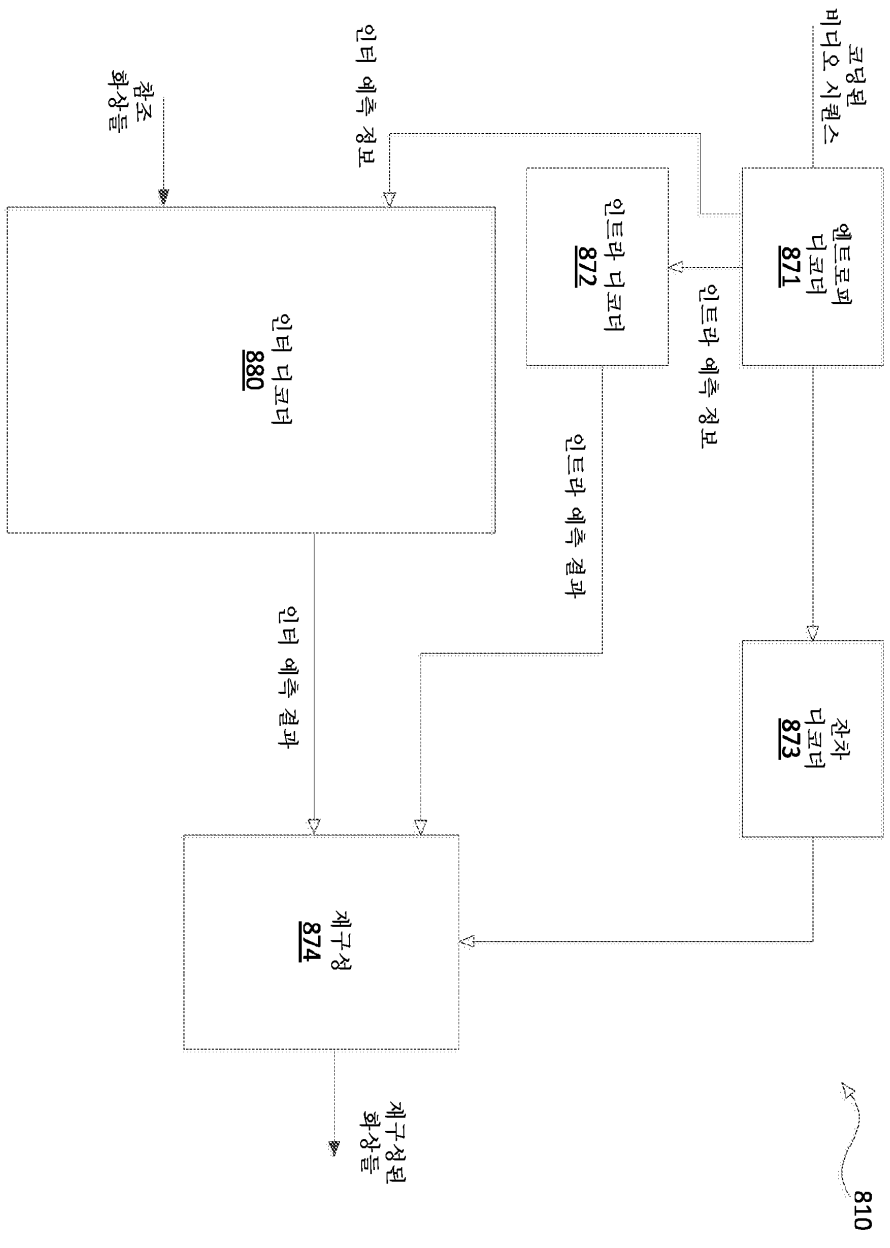 810
코딩된
비디오 시퀀스
엔트로피
디코더
871
잔차
디코더
873
인트라 예측 정보
인트라 디코더
872
인트라 예측 결과
인터 예측 정보
인터 디코더
880
인터 예측 결과
재구성
874
재구성된
화상들
참조
화상들